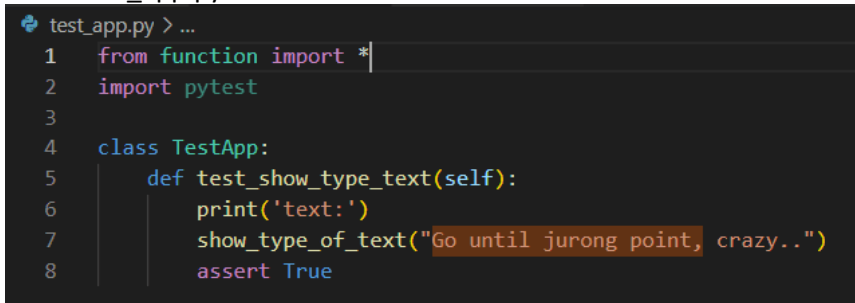 test_app.py > ...
1 from function import *
2 import pytest
3
4 class TestApp:
5     def test_show_type_text(self):
6         print('text:')
7         show_type_of_text("Go until jurong point, crazy..")
8         assert True